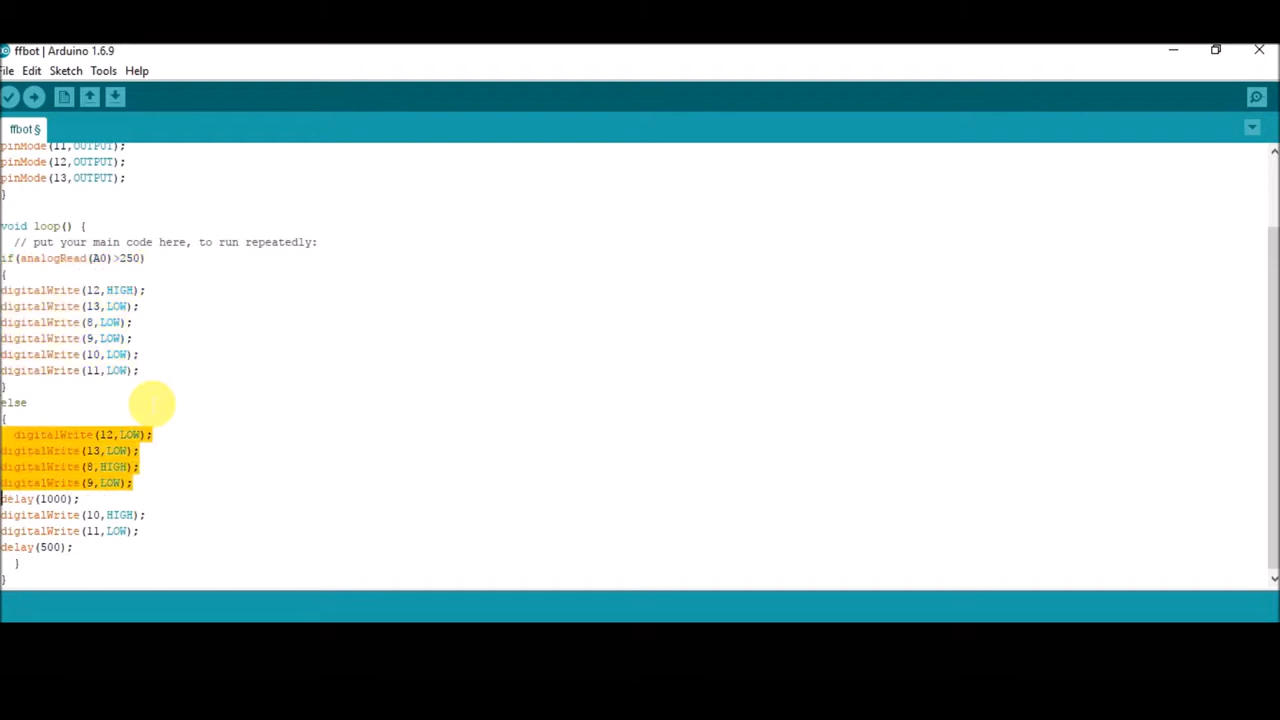 ffbot | Arduino 1.6.9
File Edit Sketch Tools Help
ffbot §
pinMode(11,OUTPUT);
pinMode(12,OUTPUT);
pinMode(13,OUTPUT);
}
void loop() {
// put your main code here, to run repeatedly:
if(analogRead(A0)>250)
{
digitalWrite(12,HIGH);
digitalWrite(13,LOW);
digitalWrite(8,LOW);
digitalWrite(9,LOW);
digitalWrite(10,LOW);
digitalWrite(11,LOW);
}
else
{
digitalWrite(12,LOW);
digitalWrite(13,LOW);
digitalWrite(8,HIGH);
digitalWrite(9,LOW);
delay(1000);
digitalWrite(10,HIGH);
digitalWrite(11,LOW);
delay(500);
}
}